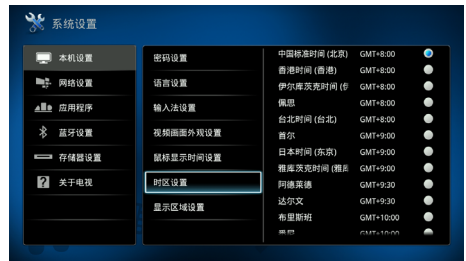 系统设置
本机设置
网络设置
应用程序
蓝牙设置
存储器设置
关于电视
密码设置
语言设置
输入法设置
视频画面外观设置
鼠标显示时间设置
时区设置
显示区域设置
中国标准时间 (北京) GMT+8:00
香港时间 (香港) GMT+8:00
伊尔库茨克时间 (伊 GMT+8:00
佩思 GMT+8:00
台北时间 (台北) GMT+8:00
首尔 GMT+9:00
日本时间 (东京) GMT+9:00
雅库茨克时间 (雅库 GMT+9:00
阿德莱德 GMT+9:30
达尔文 GMT+9:30
布里斯班 GMT+10:00
GMT+10:00